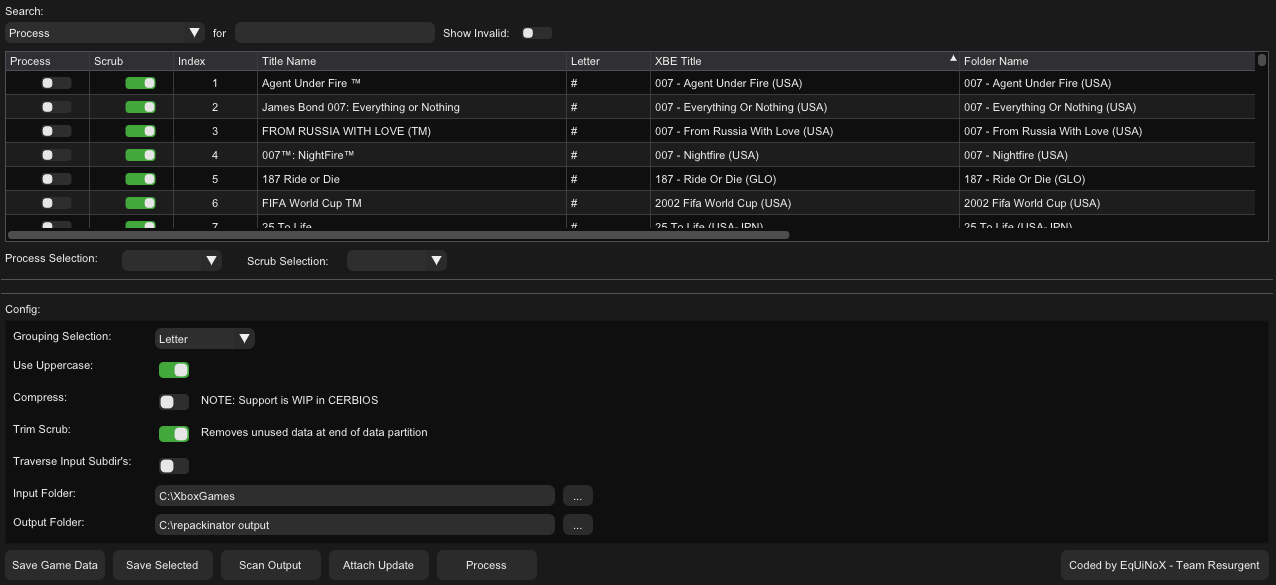 Search:
Process for Show Invalid:
Process Scrub Index Title Name Letter XBE Title Folder Name
1 Agent Under Fire ™ # 007 - Agent Under Fire (USA) 007 - Agent Under Fire (USA)
2 James Bond 007: Everything or Nothing # 007 - Everything Or Nothing (USA) 007 - Everything Or Nothing (USA)
3 FROM RUSSIA WITH LOVE (TM) # 007 - From Russia With Love (USA) 007 - From Russia With Love (USA)
4 007™: NightFire™ # 007 - Nightfire (USA) 007 - Nightfire (USA)
5 187 Ride or Die # 187 - Ride Or Die (GLO) 187 - Ride Or Die (GLO)
6 FIFA World Cup TM # 2002 Fifa World Cup (USA) 2002 Fifa World Cup (USA)
7 25 To Life # 25 To Life (USA-JPN) 25 To Life (USA-JPN)
Process Selection: Scrub Selection:
Config:
Grouping Selection: Letter
Use Uppercase:
Compress: NOTE: Support is WIP in CERBIOS
Trim Scrub: Removes unused data at end of data partition
Traverse Input Subdir's:
Input Folder: C:\XboxGames ...
Output Folder: C:\repackinator output ...
Save Game Data Save Selected Scan Output Attach Update Process Coded by EqUiNoX - Team Resurgent